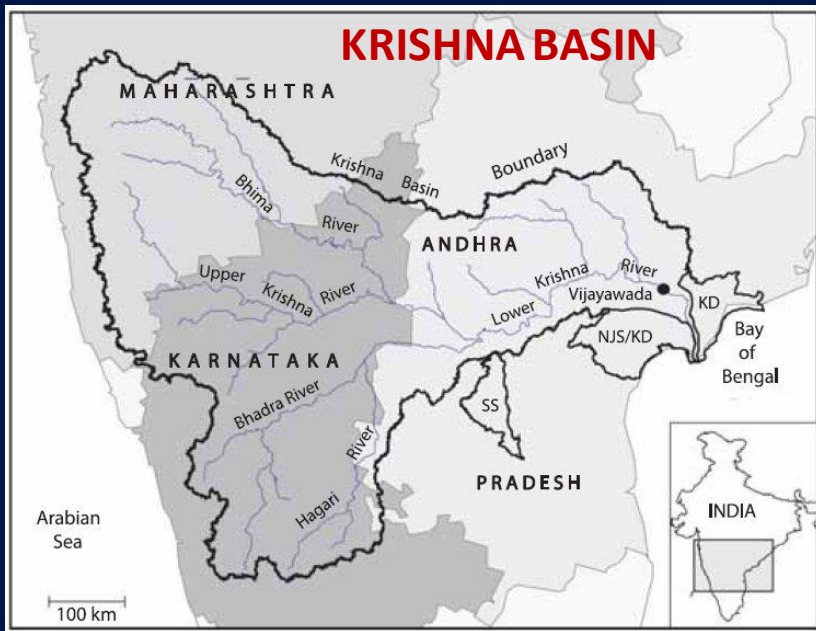 KRISHNA BASIN
MAHARASHTRA
Krishna Basin Boundary
Bhima River
ANDHRA
Upper Krishna River
Lower Krishna River
Vijayawada
KD
NJS/KD
Bay
of
Bengal
KARNATAKA
Bhadra River
SS
Hagari River
PRADESH
Arabian
Sea
INDIA
100 km